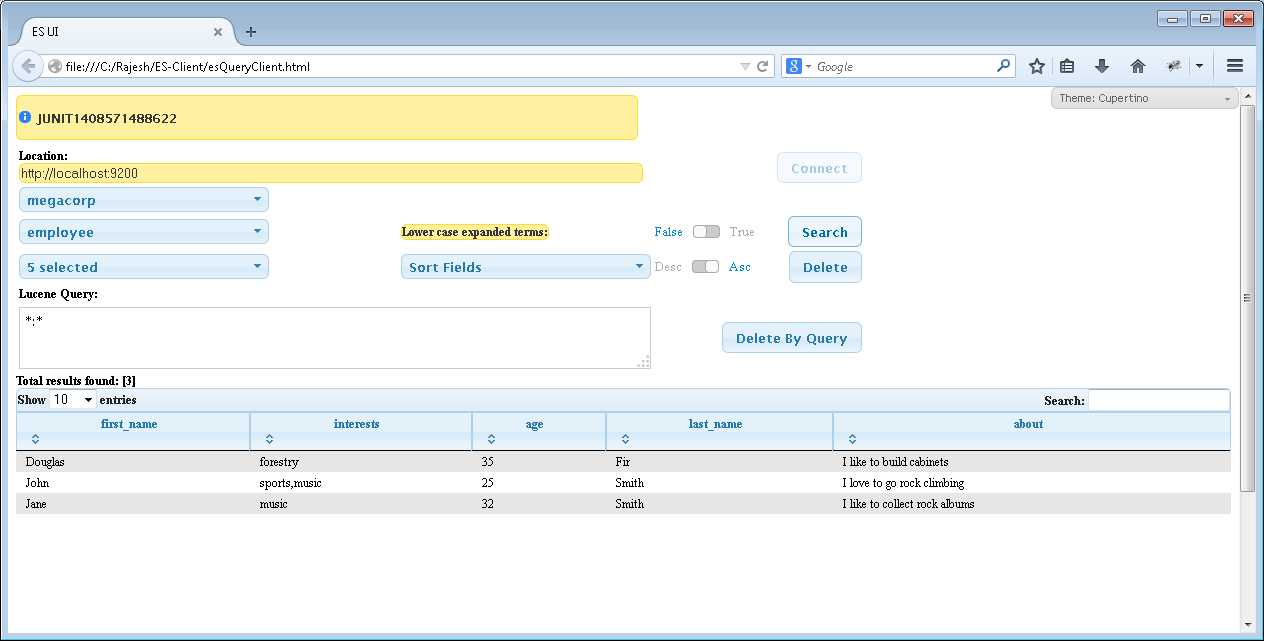 ES UI
file:///C:/Rajesh/ES-Client/esQueryClient.html
Google
Theme: Cupertino
JUNIT1408571488622
Location:
http://localhost:9200
Connect
megacorp
employee
Lower case expanded terms:
False
True
Search
5 selected
Sort Fields
Desc
Asc
Delete
Lucene Query:
*:*
Delete By Query
Total results found: [3]
Show 10 entries
Search:
first_name interests age last_name about
Douglas forestry 35 Fir I like to build cabinets
John sports,music 25 Smith I love to go rock climbing
Jane music 32 Smith I like to collect rock albums